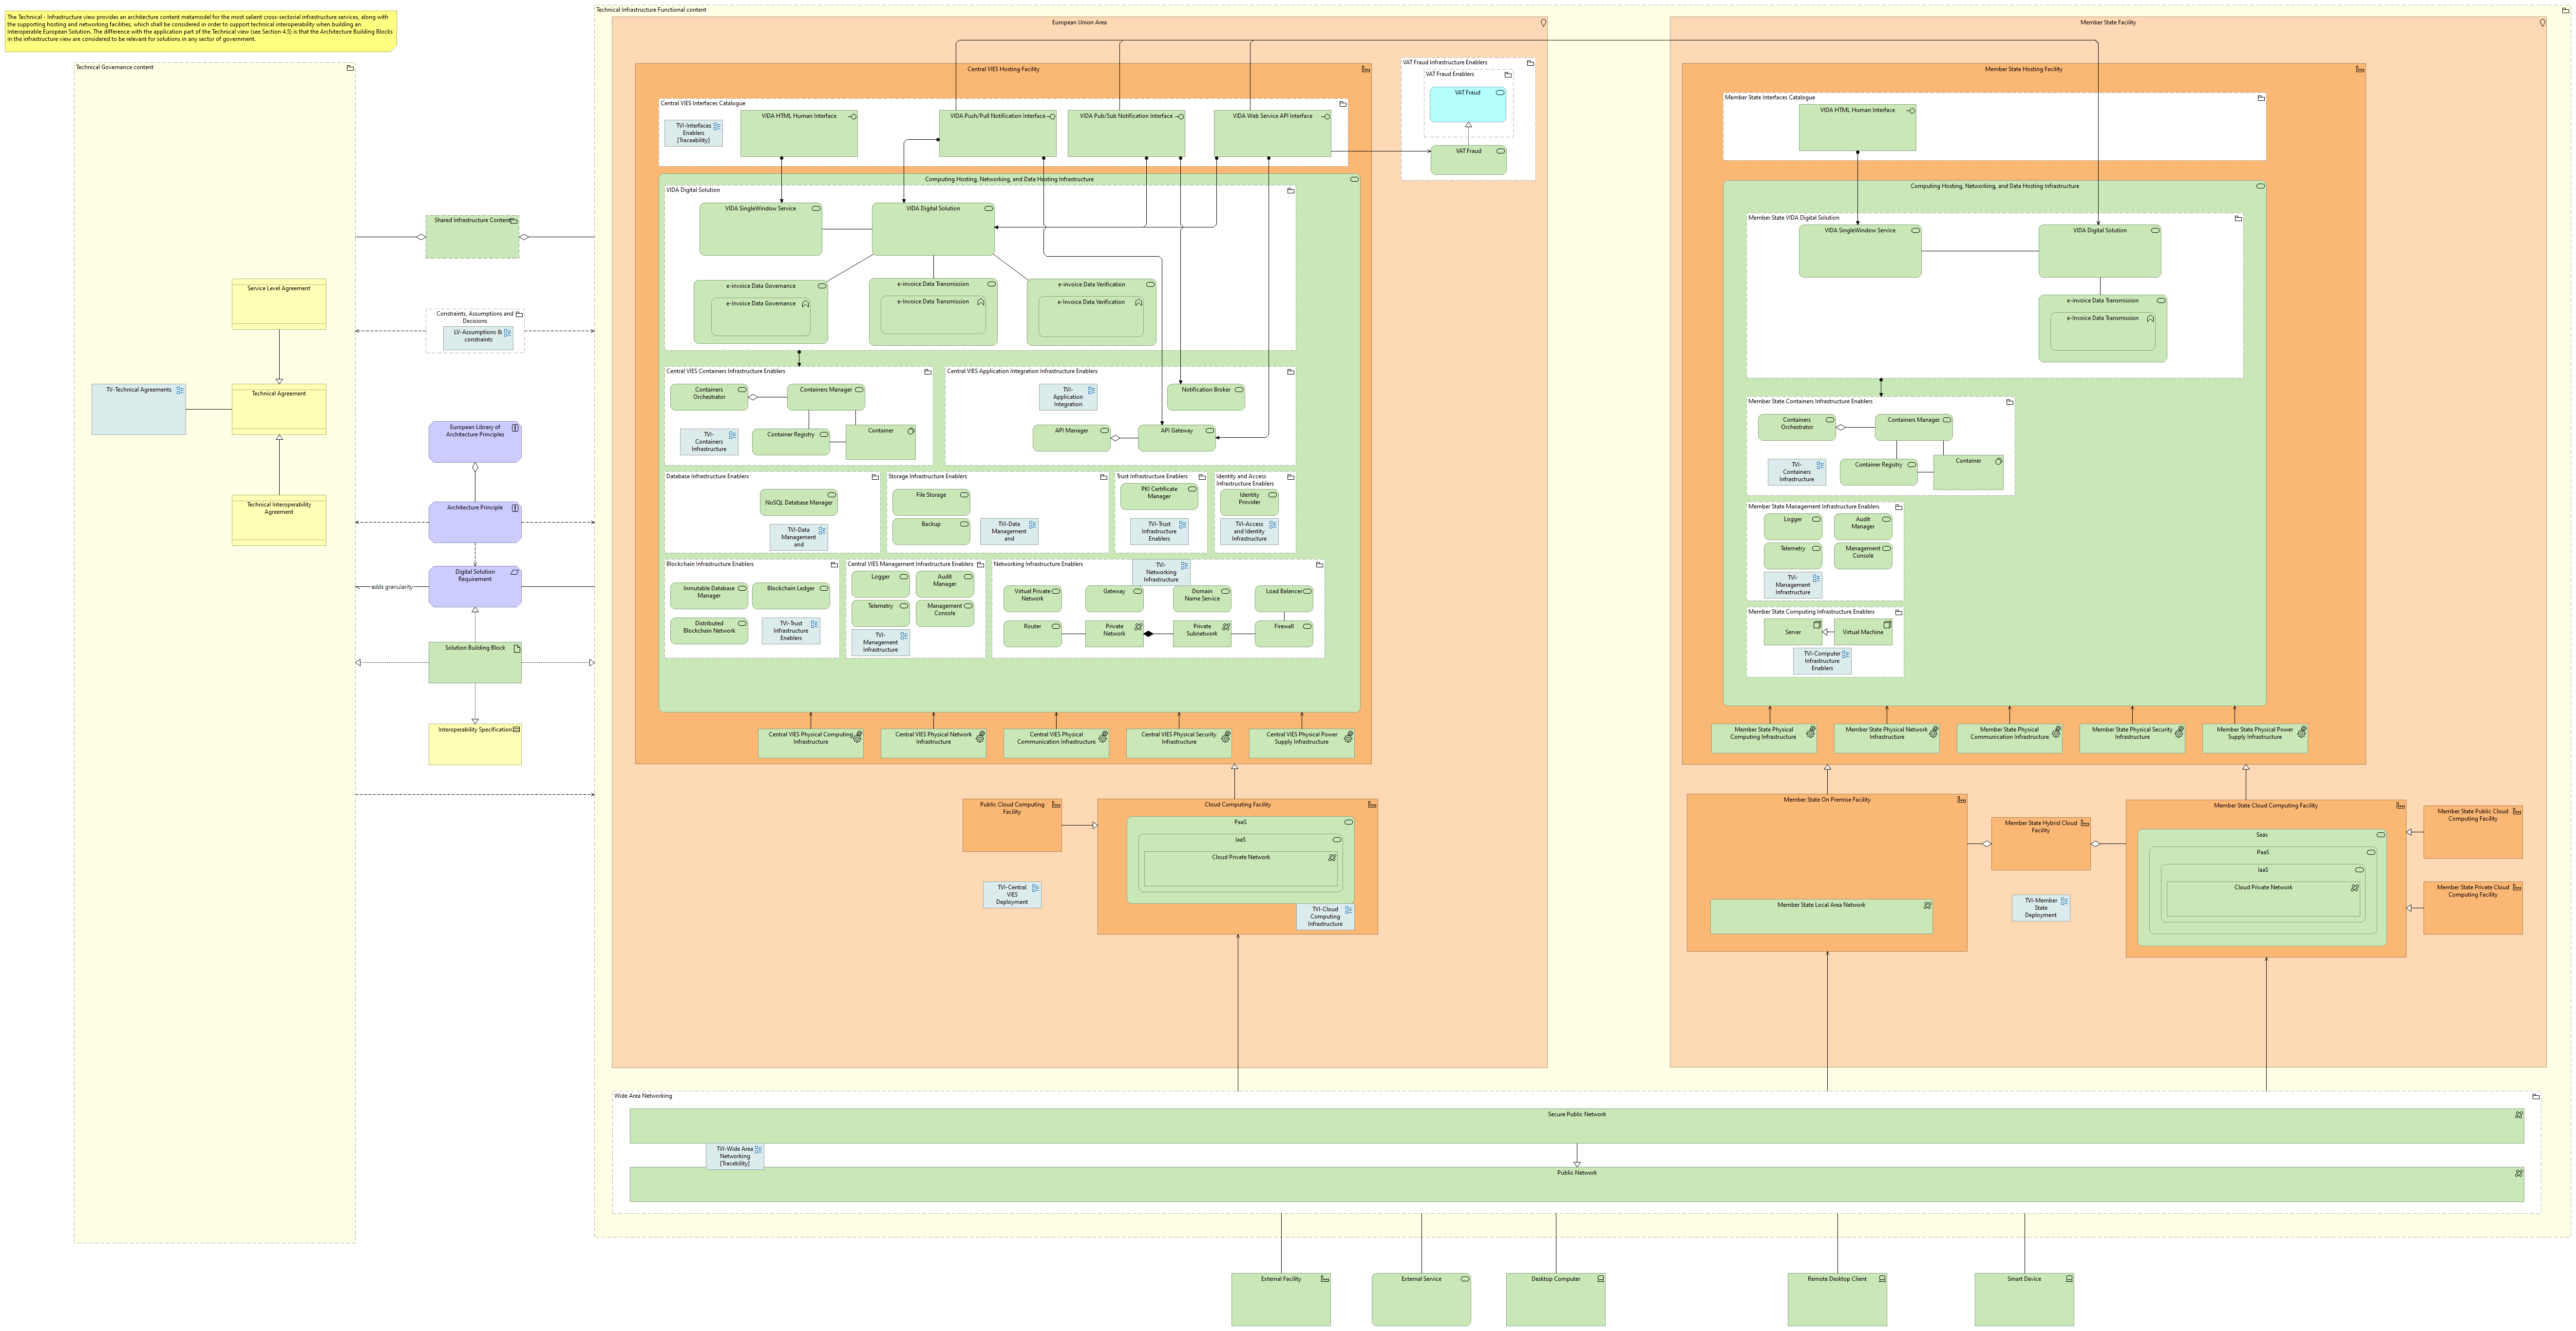 The Technical - Infrastructure view provides an architecture content metamodel for the most salient cross-sectorial infrastructure services, along with
the supporting hosting and networking facilities, which shall be considered in order to support technical interoperability when building an
Interoperable European Solution. The difference with the application part of the Technical view (see Section 4.5) is that the Architecture Building Blocks
in the infrastructure view are considered to be relevant for solutions in any sector of government.
Technical Governance content
Service Level Agreement
TV-Technical Agreements
Technical Agreement
Technical Interoperability
Agreement
Shared Infrastructure Content
Constraints, Assumptions and
Decisions
LV-Assumptions &
constraints
European Library of
Architecture Principles
Architecture Principle
Digital Solution
Requirement
adds granularity
Solution Building Block
Interoperability Specification
Technical Infrastructure Functional content
European Union Area
Central VIES Hosting Facility
Central VIES Interfaces Catalogue
TVI-Interfaces
Enablers
[Traceability]
VIDA HTML Human Interface
VIDA Push/Pull Notification Interface
VIDA Pub/Sub Notification Interface
VIDA Web Service API Interface
VAT Fraud Infrastructure Enablers
VAT Fraud Enablers
VAT Fraud
VAT Fraud
Computing Hosting, Networking, and Data Hosting Infrastructure
VIDA Digital Solution
VIDA SingleWindow Service
VIDA Digital Solution
e-invoice Data Governance
e-Invoice Data Governance
e-invoice Data Transmission
e-Invoice Data Transmission
e-invoice Data Verification
e-Invoice Data Verification
Central VIES Containers Infrastructure Enablers
Containers
Orchestrator
Containers Manager
TVI-
Containers
Infrastructure
Container Registry
Container
Central VIES Application Integration Infrastructure Enablers
TVI-
Application
Integration
Notification Broker
API Manager
API Gateway
Database Infrastructure Enablers
NoSQL Database Manager
TVI-Data
Management
and
Storage Infrastructure Enablers
File Storage
Backup
TVI-Data
Management
and
Trust Infrastructure Enablers
PKI Certificate
Manager
TVI-Trust
Infrastructure
Enablers
Identity and Access
Infrastructure Enablers
Identity
Provider
TVI-Access
and Identity
Infrastructure
Blockchain Infrastructure Enablers
Inmutable Database
Manager
Blockchain Ledger
Distributed
Blockchain Network
TVI-Trust
Infrastructure
Enablers
Central VIES Management Infrastructure Enablers
Logger
Audit
Manager
Telemetry
Management
Console
TVI-
Management
Infrastructure
Networking Infrastructure Enablers
TVI-
Networking
Infrastructure
Virtual Private
Network
Gateway
Domain
Name Service
Load Balancer
Router
Private
Network
Private
Subnetwork
Firewall
Central VIES Physical Computing
Infrastructure
Central VIES Physical Network
Infrastructure
Central VIES Physical
Communication Infrastructure
Central VIES Physical Security
Infrastructure
Central VIES Physical Power
Supply Infrastructure
Public Cloud Computing
Facility
TVI-Central
VIES
Deployment
Cloud Computing Facility
PaaS
IaaS
Cloud Private Network
TVI-Cloud
Computing
Infrastructure
Member State Facility
Member State Hosting Facility
Member State Interfaces Catalogue
VIDA HTML Human Interface
Computing Hosting, Networking, and Data Hosting Infrastructure
Member State VIDA Digital Solution
VIDA SingleWindow Service
VIDA Digital Solution
e-invoice Data Transmission
e-Invoice Data Transmission
Member State Containers Infrastructure Enablers
Containers
Orchestrator
Containers Manager
TVI-
Containers
Infrastructure
Container Registry
Container
Member State Management Infrastructure Enablers
Logger
Audit
Manager
Telemetry
Management
Console
TVI-
Management
Infrastructure
Member State Computing Infrastructure Enablers
Server
Virtual Machine
TVI-Computer
Infrastructure
Enablers
Member State Physical
Computing Infrastructure
Member State Physical Network
Infrastructure
Member State Physical
Communication Infrastructure
Member State Physical Security
Infrastructure
Member State Physical Power
Supply Infrastructure
Member State On Premise Facility
Member State Local Area Network
Member State Hybrid Cloud
Facility
TVI-Member
State
Deployment
Member State Cloud Computing Facility
Saas
PaaS
IaaS
Cloud Private Network
Member State Public Cloud
Computing Facility
Member State Private Cloud
Computing Facility
Wide Area Networking
Secure Public Network
TVI-Wide Area
Networking
[Tracebility]
Public Network
External Facility
External Service
Desktop Computer
Remote Desktop Client
Smart Device